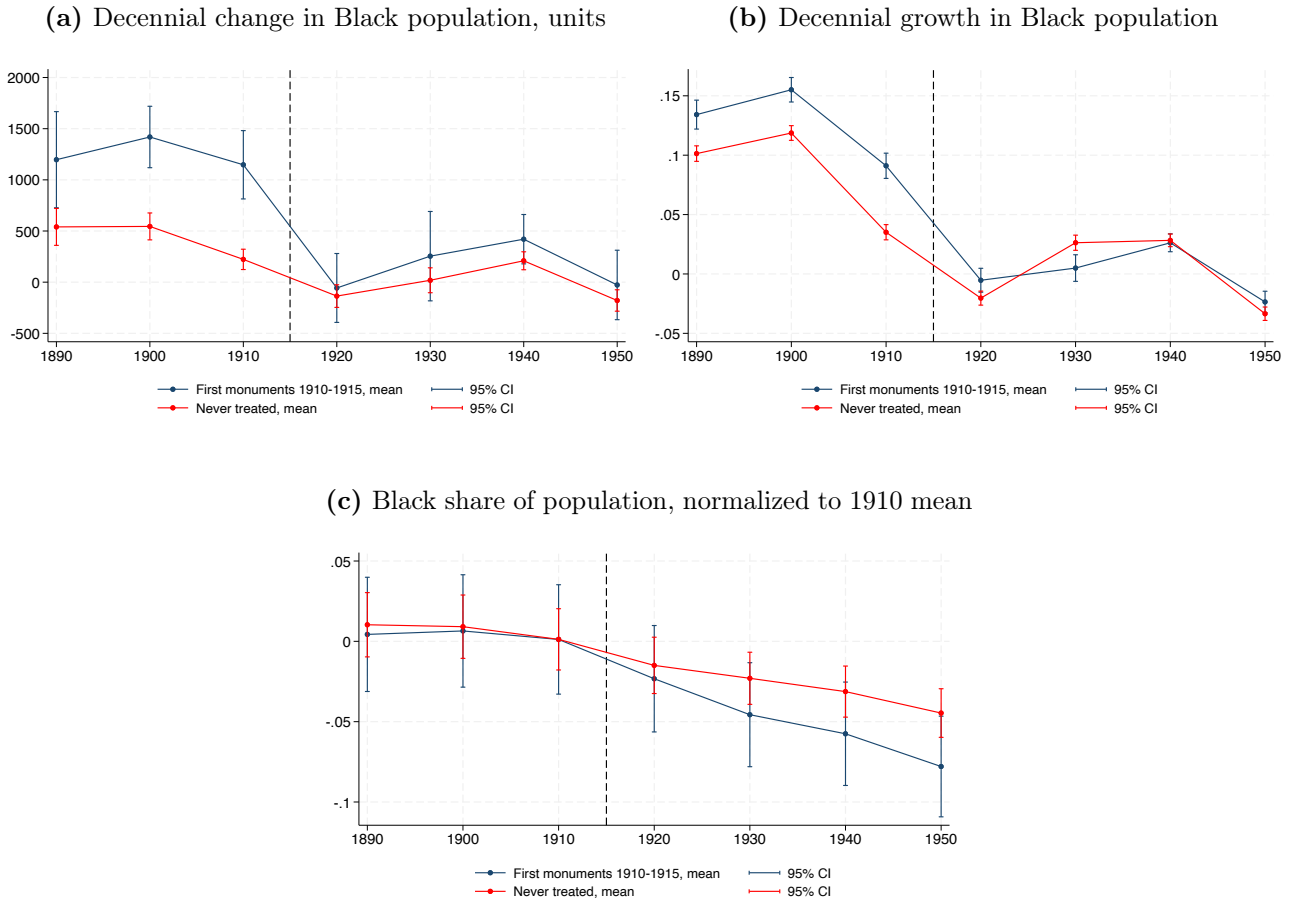 (a) Decennial change in Black population, units
2000
1500
1000
500
0
-500
1890 1900 1910 1920 1930 1940 1950
First monuments 1910-1915, mean 95% CI
Never treated, mean 95% CI
(b) Decennial growth in Black population
.15
.1
.05
0
-.05
1890 1900 1910 1920 1930 1940 1950
First monuments 1910-1915, mean 95% CI
Never treated, mean 95% CI
(c) Black share of population, normalized to 1910 mean
.05
0
-.05
-.1
1890 1900 1910 1920 1930 1940 1950
First monuments 1910-1915, mean 95% CI
Never treated, mean 95% CI